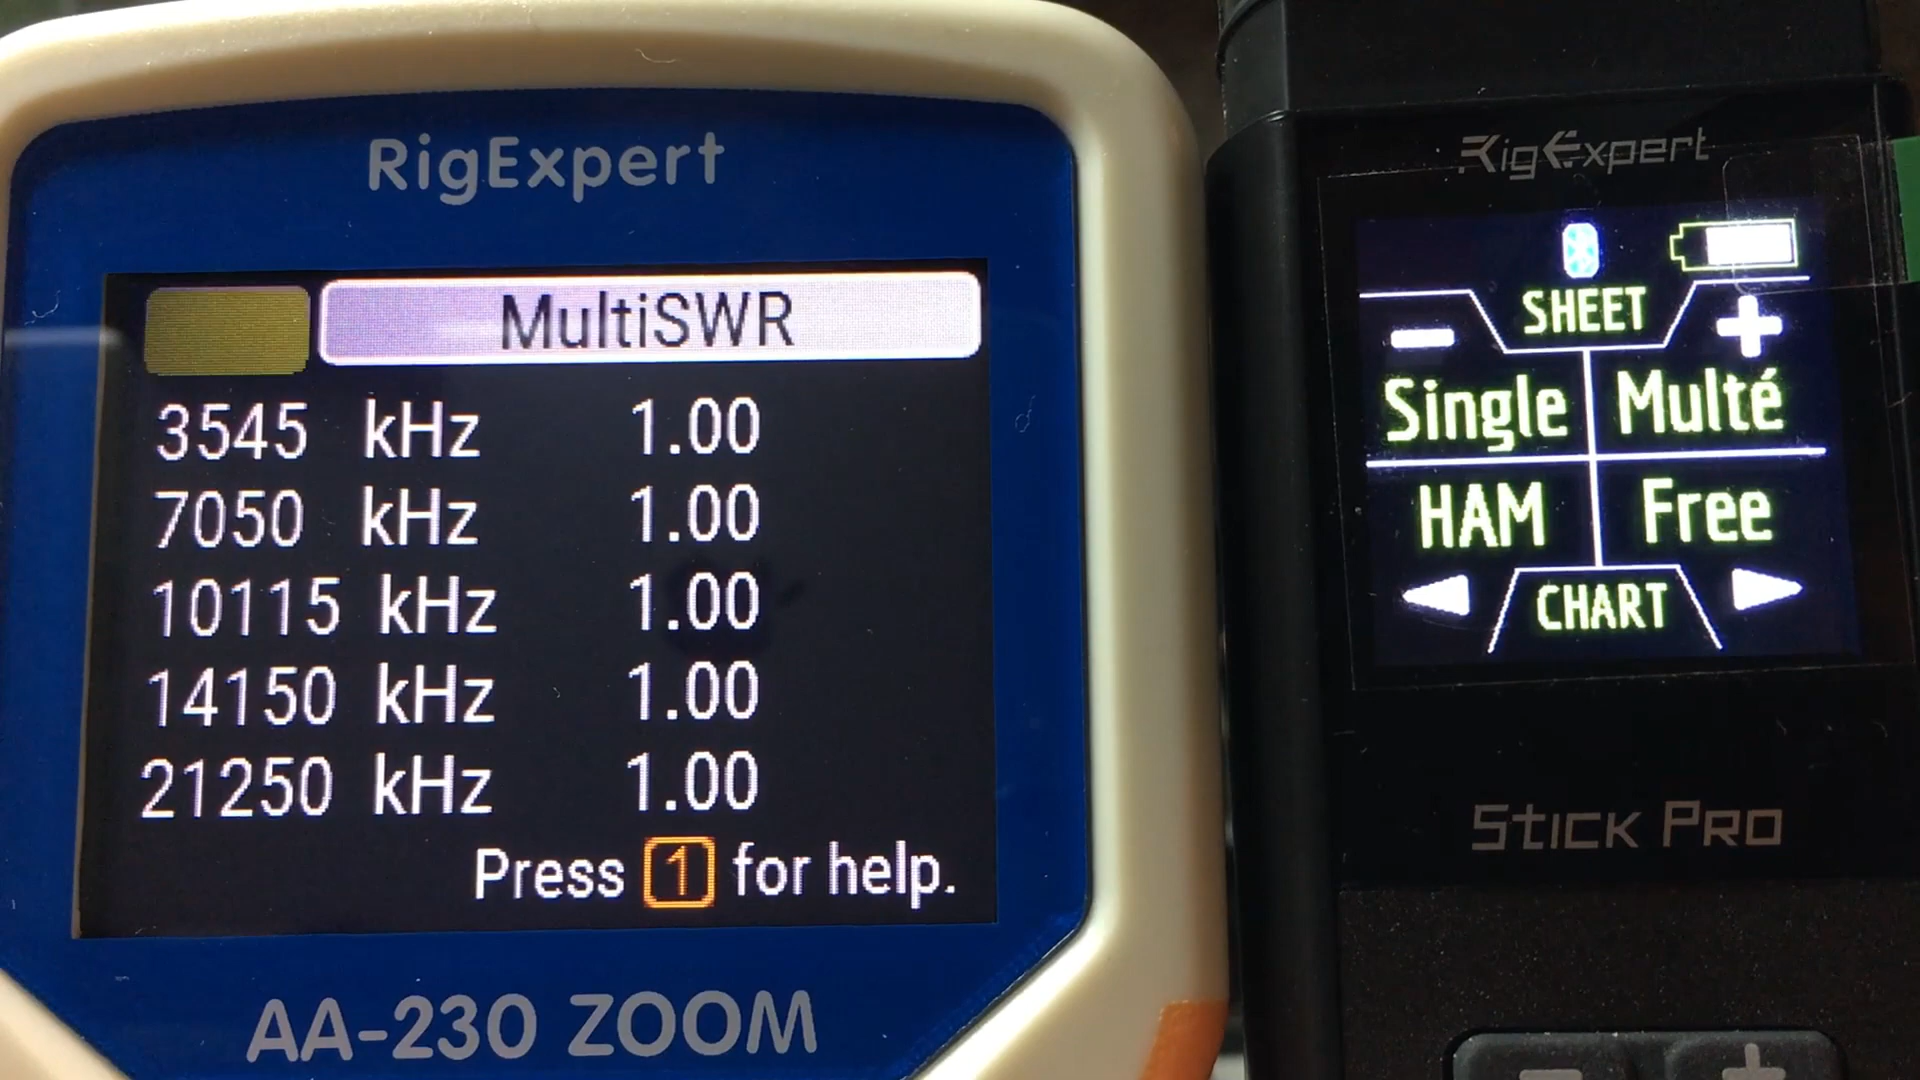 RigExpert
MultiSWR
3545 kHz 1.00
7050 kHz 1.00
10115 kHz 1.00
14150 kHz 1.00
21250 kHz 1.00
Press 1 for help.
AA-230 ZOOM
RigExpert
SHEET
- +
Single Multé
HAM Free
CHART
Stick Pro
- +